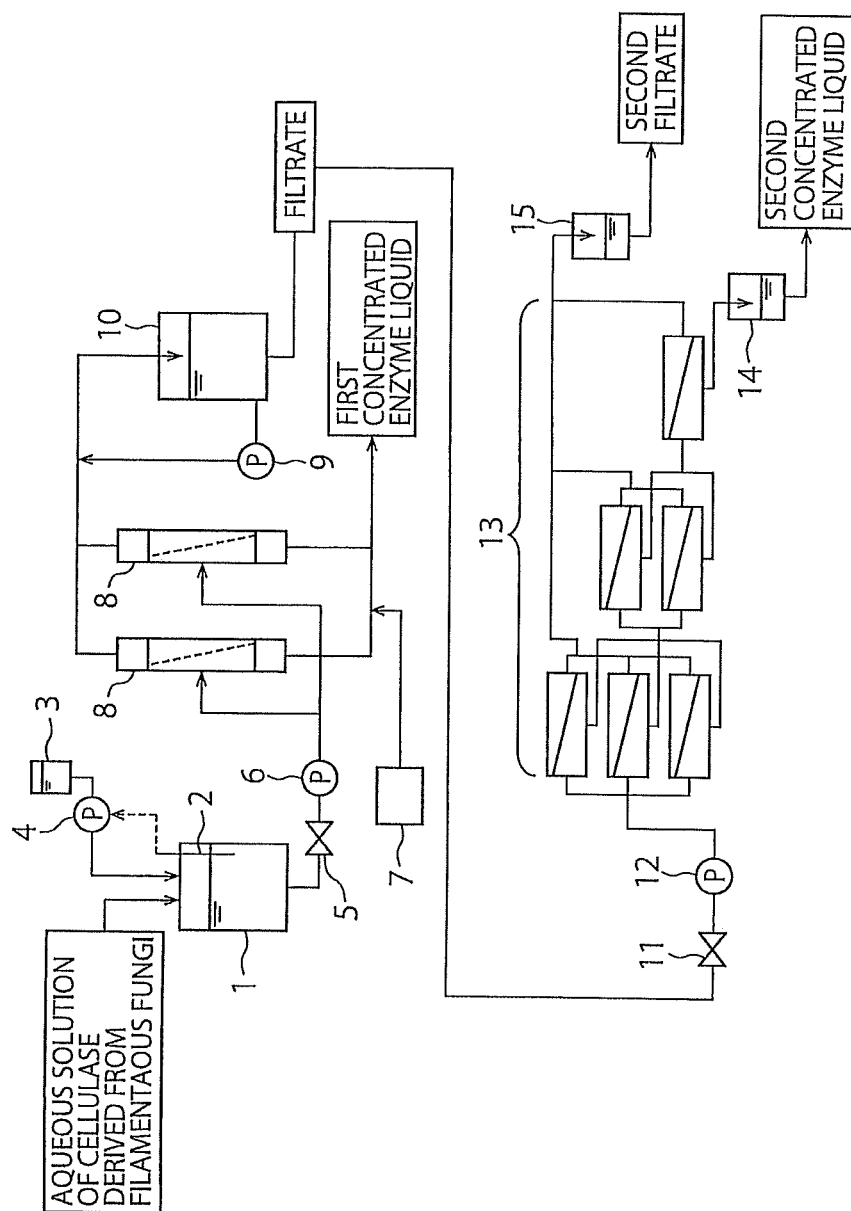 AQUEOUS SOLUTION
OF CELLULASE
DERIVED FROM
FILAMENTAOUS FUNGI
1
2
3
4
P
5
6
P
7
8
8
9
P
10
FILTRATE
FIRST
CONCENTRATED
ENZYME LIQUID
11
12
P
13
14
15
SECOND
FILTRATE
SECOND
CONCENTRATED
ENZYME LIQUID